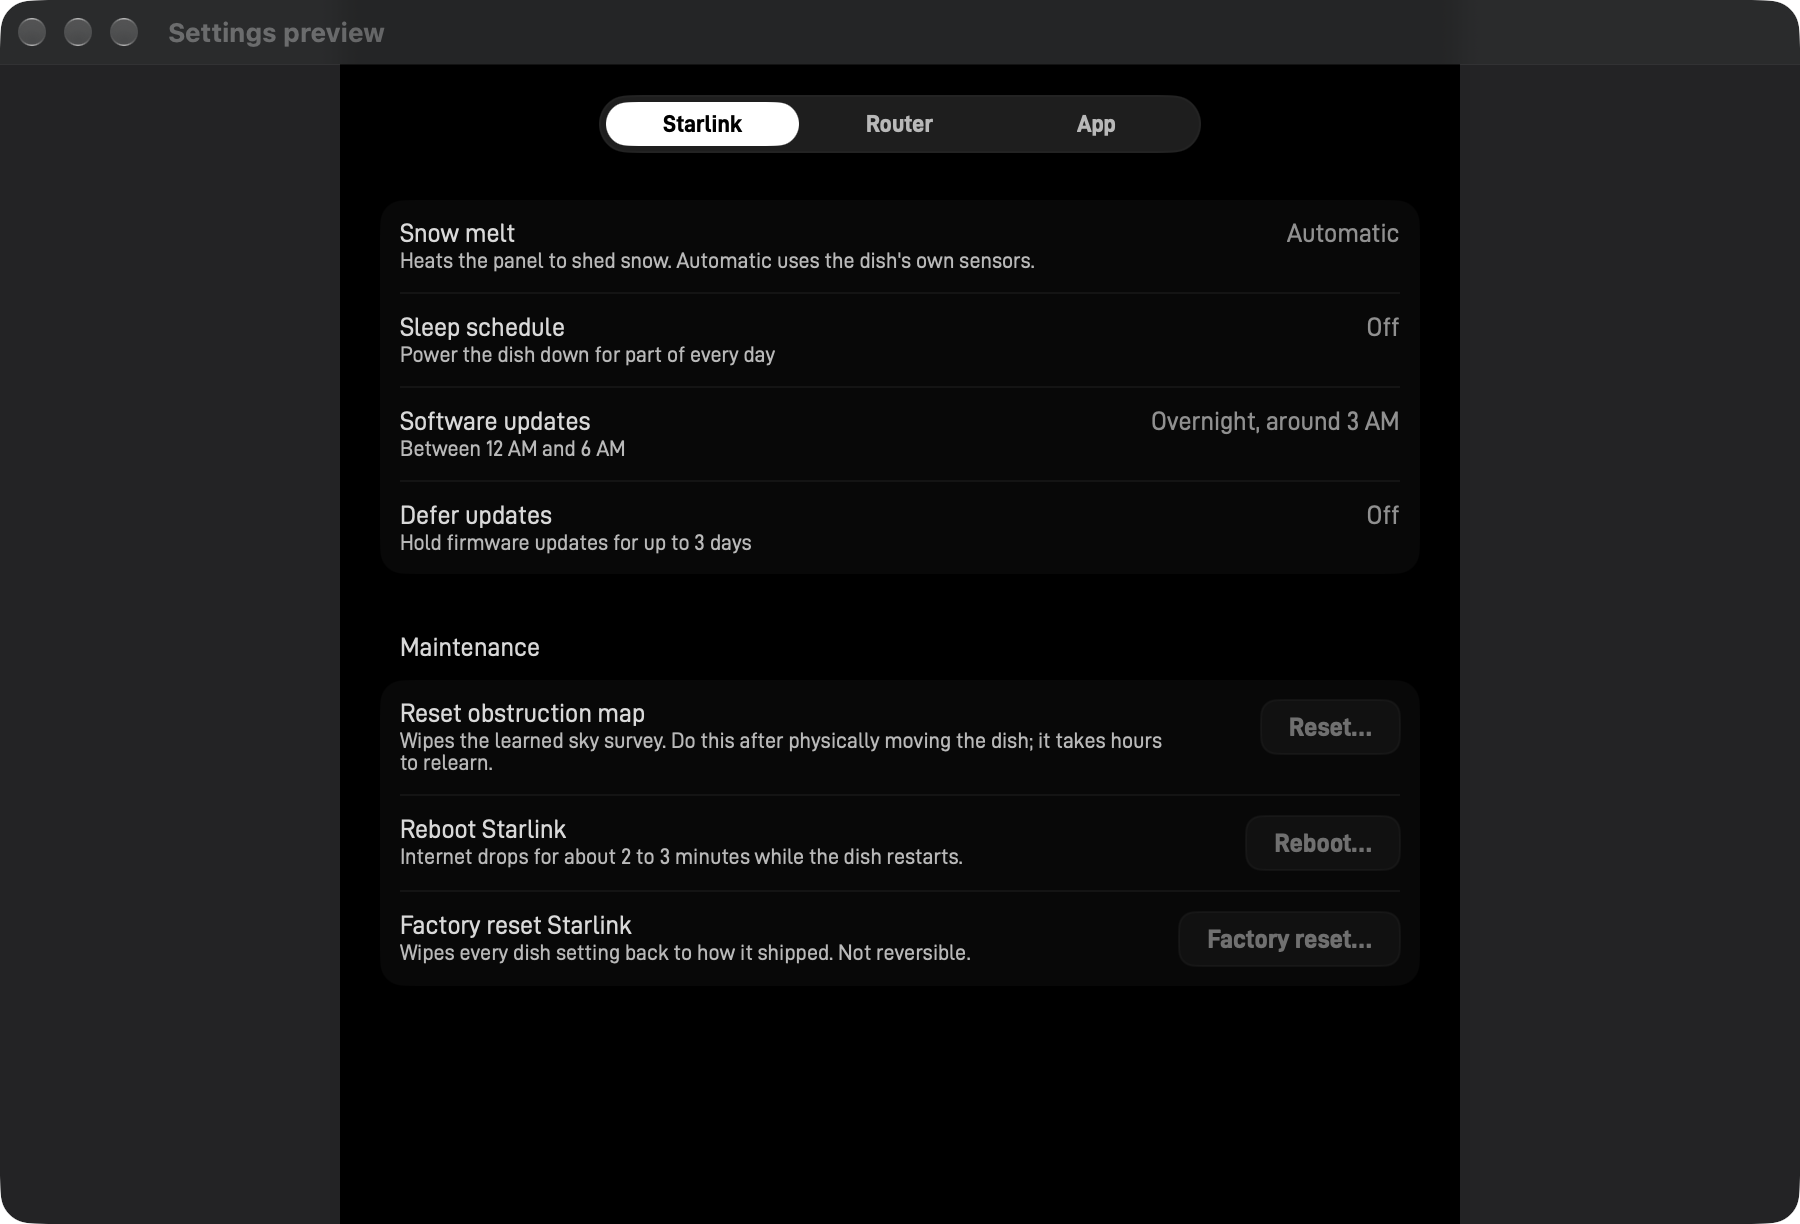 Settings preview
Starlink
Router
App
Snow melt
Automatic
Heats the panel to shed snow. Automatic uses the dish's own sensors.
Sleep schedule
Off
Power the dish down for part of every day
Software updates
Overnight, around 3 AM
Between 12 AM and 6 AM
Defer updates
Off
Hold firmware updates for up to 3 days
Maintenance
Reset obstruction map
Reset...
Wipes the learned sky survey. Do this after physically moving the dish; it takes hours
to relearn.
Reboot Starlink
Reboot...
Internet drops for about 2 to 3 minutes while the dish restarts.
Factory reset Starlink
Factory reset...
Wipes every dish setting back to how it shipped. Not reversible.